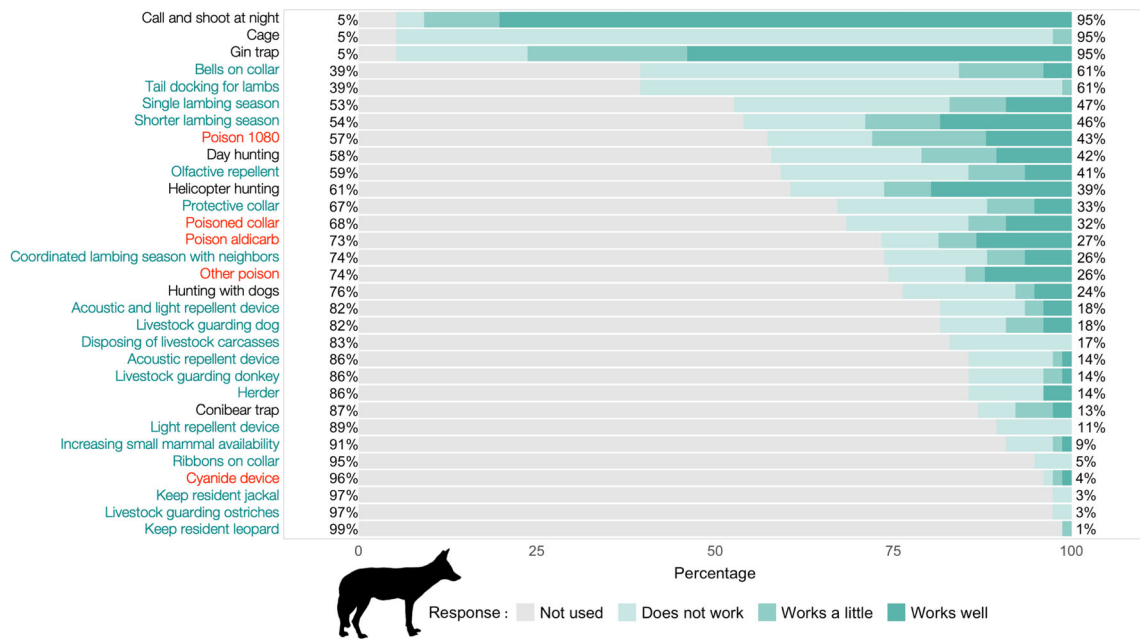 Call and shoot at night 5% 95%
Cage 5% 95%
Gin trap 5% 95%
Bells on collar 39% 61%
Tail docking for lambs 39% 61%
Single lambing season 53% 47%
Shorter lambing season 54% 46%
Poison 1080 57% 43%
Day hunting 58% 42%
Olfactive repellent 59% 41%
Helicopter hunting 61% 39%
Protective collar 67% 33%
Poisoned collar 68% 32%
Poison aldicarb 73% 27%
Coordinated lambing season with neighbors 74% 26%
Other poison 74% 26%
Hunting with dogs 76% 24%
Acoustic and light repellent device 82% 18%
Livestock guarding dog 82% 18%
Disposing of livestock carcasses 83% 17%
Acoustic repellent device 86% 14%
Livestock guarding donkey 86% 14%
Herder 86% 14%
Conibear trap 87% 13%
Light repellent device 89% 11%
Increasing small mammal availability 91% 9%
Ribbons on collar 95% 5%
Cyanide device 96% 4%
Keep resident jackal 97% 3%
Livestock guarding ostriches 97% 3%
Keep resident leopard 99% 1%
0 25 50 75 100
Percentage
Response : Not used Does not work Works a little Works well